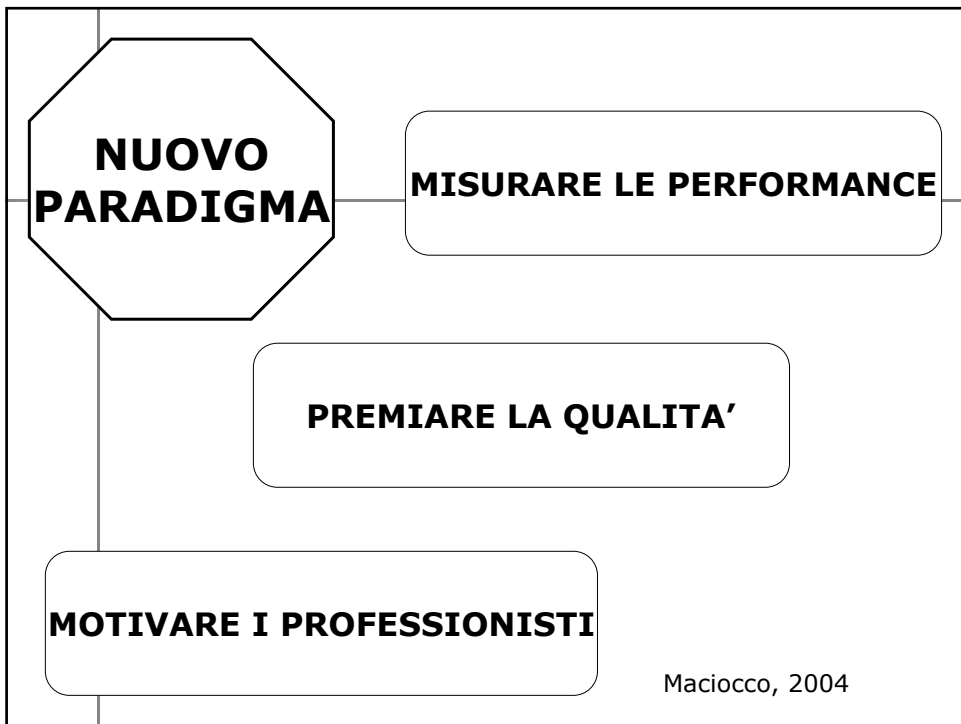 NUOVO
PARADIGMA
MISURARE LE PERFORMANCE
PREMIARE LA QUALITA’
MOTIVARE I PROFESSIONISTI
Maciocco, 2004